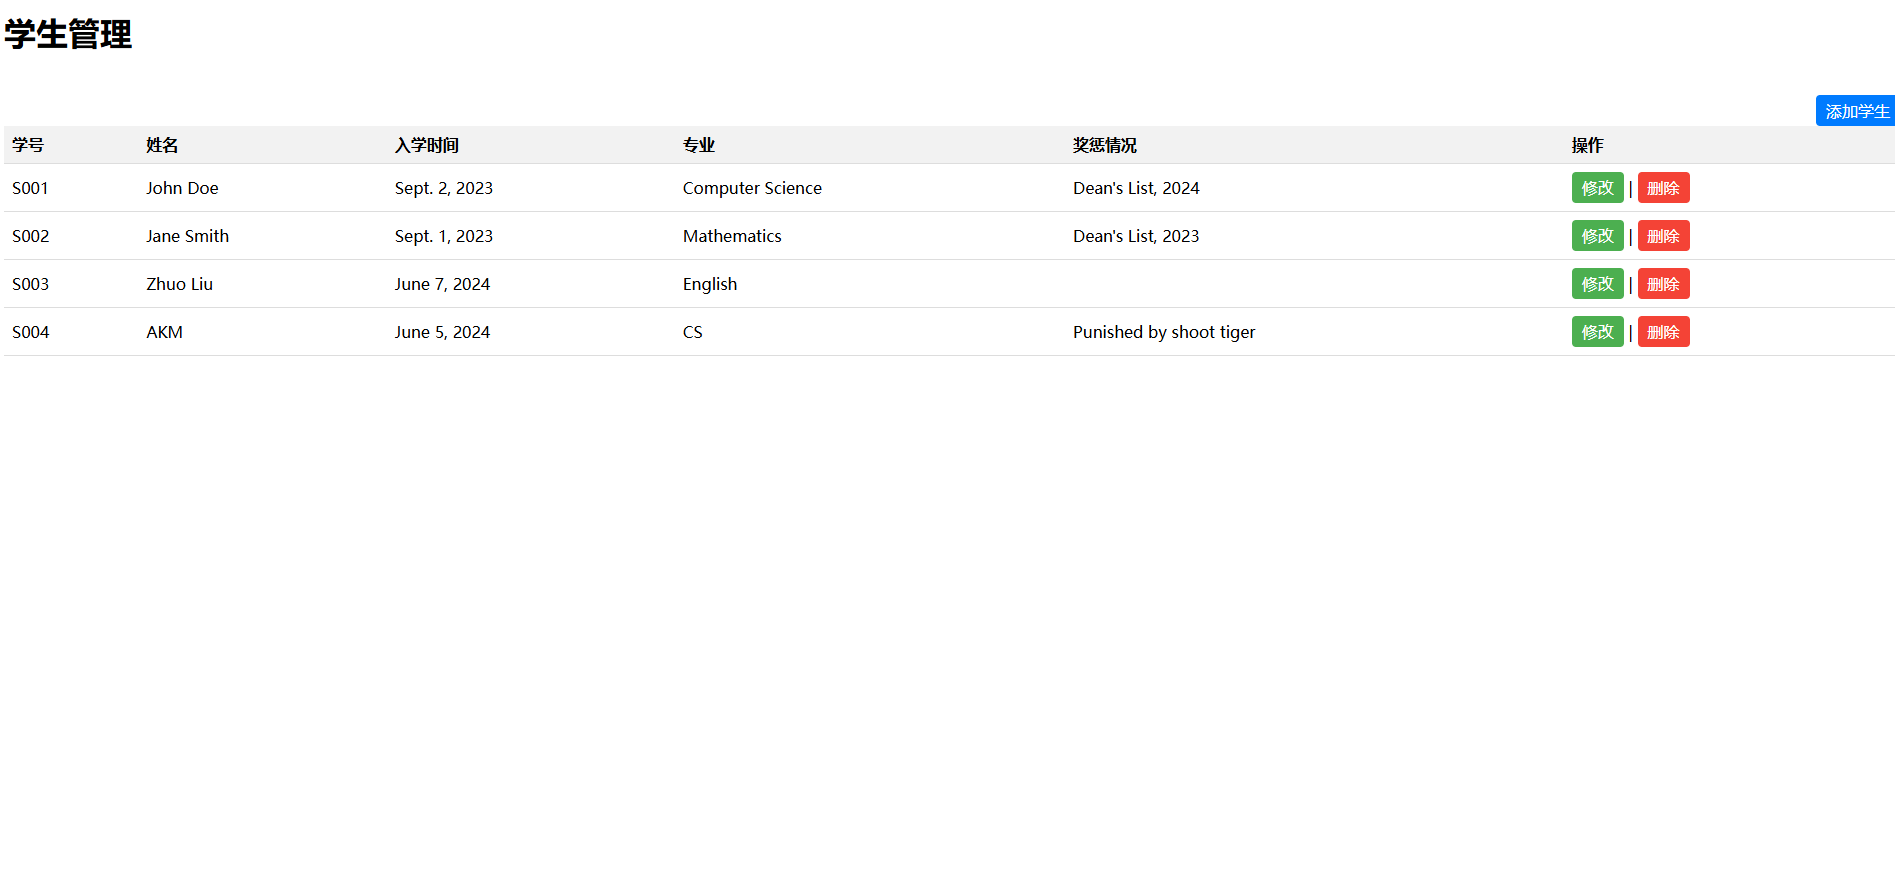 学生管理
添加学生
学号 姓名 入学时间 专业 奖惩情况 操作
S001 John Doe Sept. 2, 2023 Computer Science Dean's List, 2024 修改 | 删除
S002 Jane Smith Sept. 1, 2023 Mathematics Dean's List, 2023 修改 | 删除
S003 Zhuo Liu June 7, 2024 English 修改 | 删除
S004 AKM June 5, 2024 CS Punished by shoot tiger 修改 | 删除